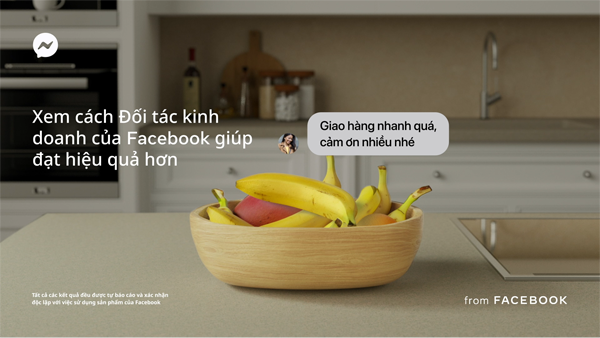 Xem cách Đối tác kinh
doanh của Facebook giúp
đạt hiệu quả hơn
Giao hàng nhanh quá,
cảm ơn nhiều nhé
Tất cả các kết quả đều được tự báo cáo và xác nhận
độc lập với việc sử dụng sản phẩm của Facebook
from FACEBOOK